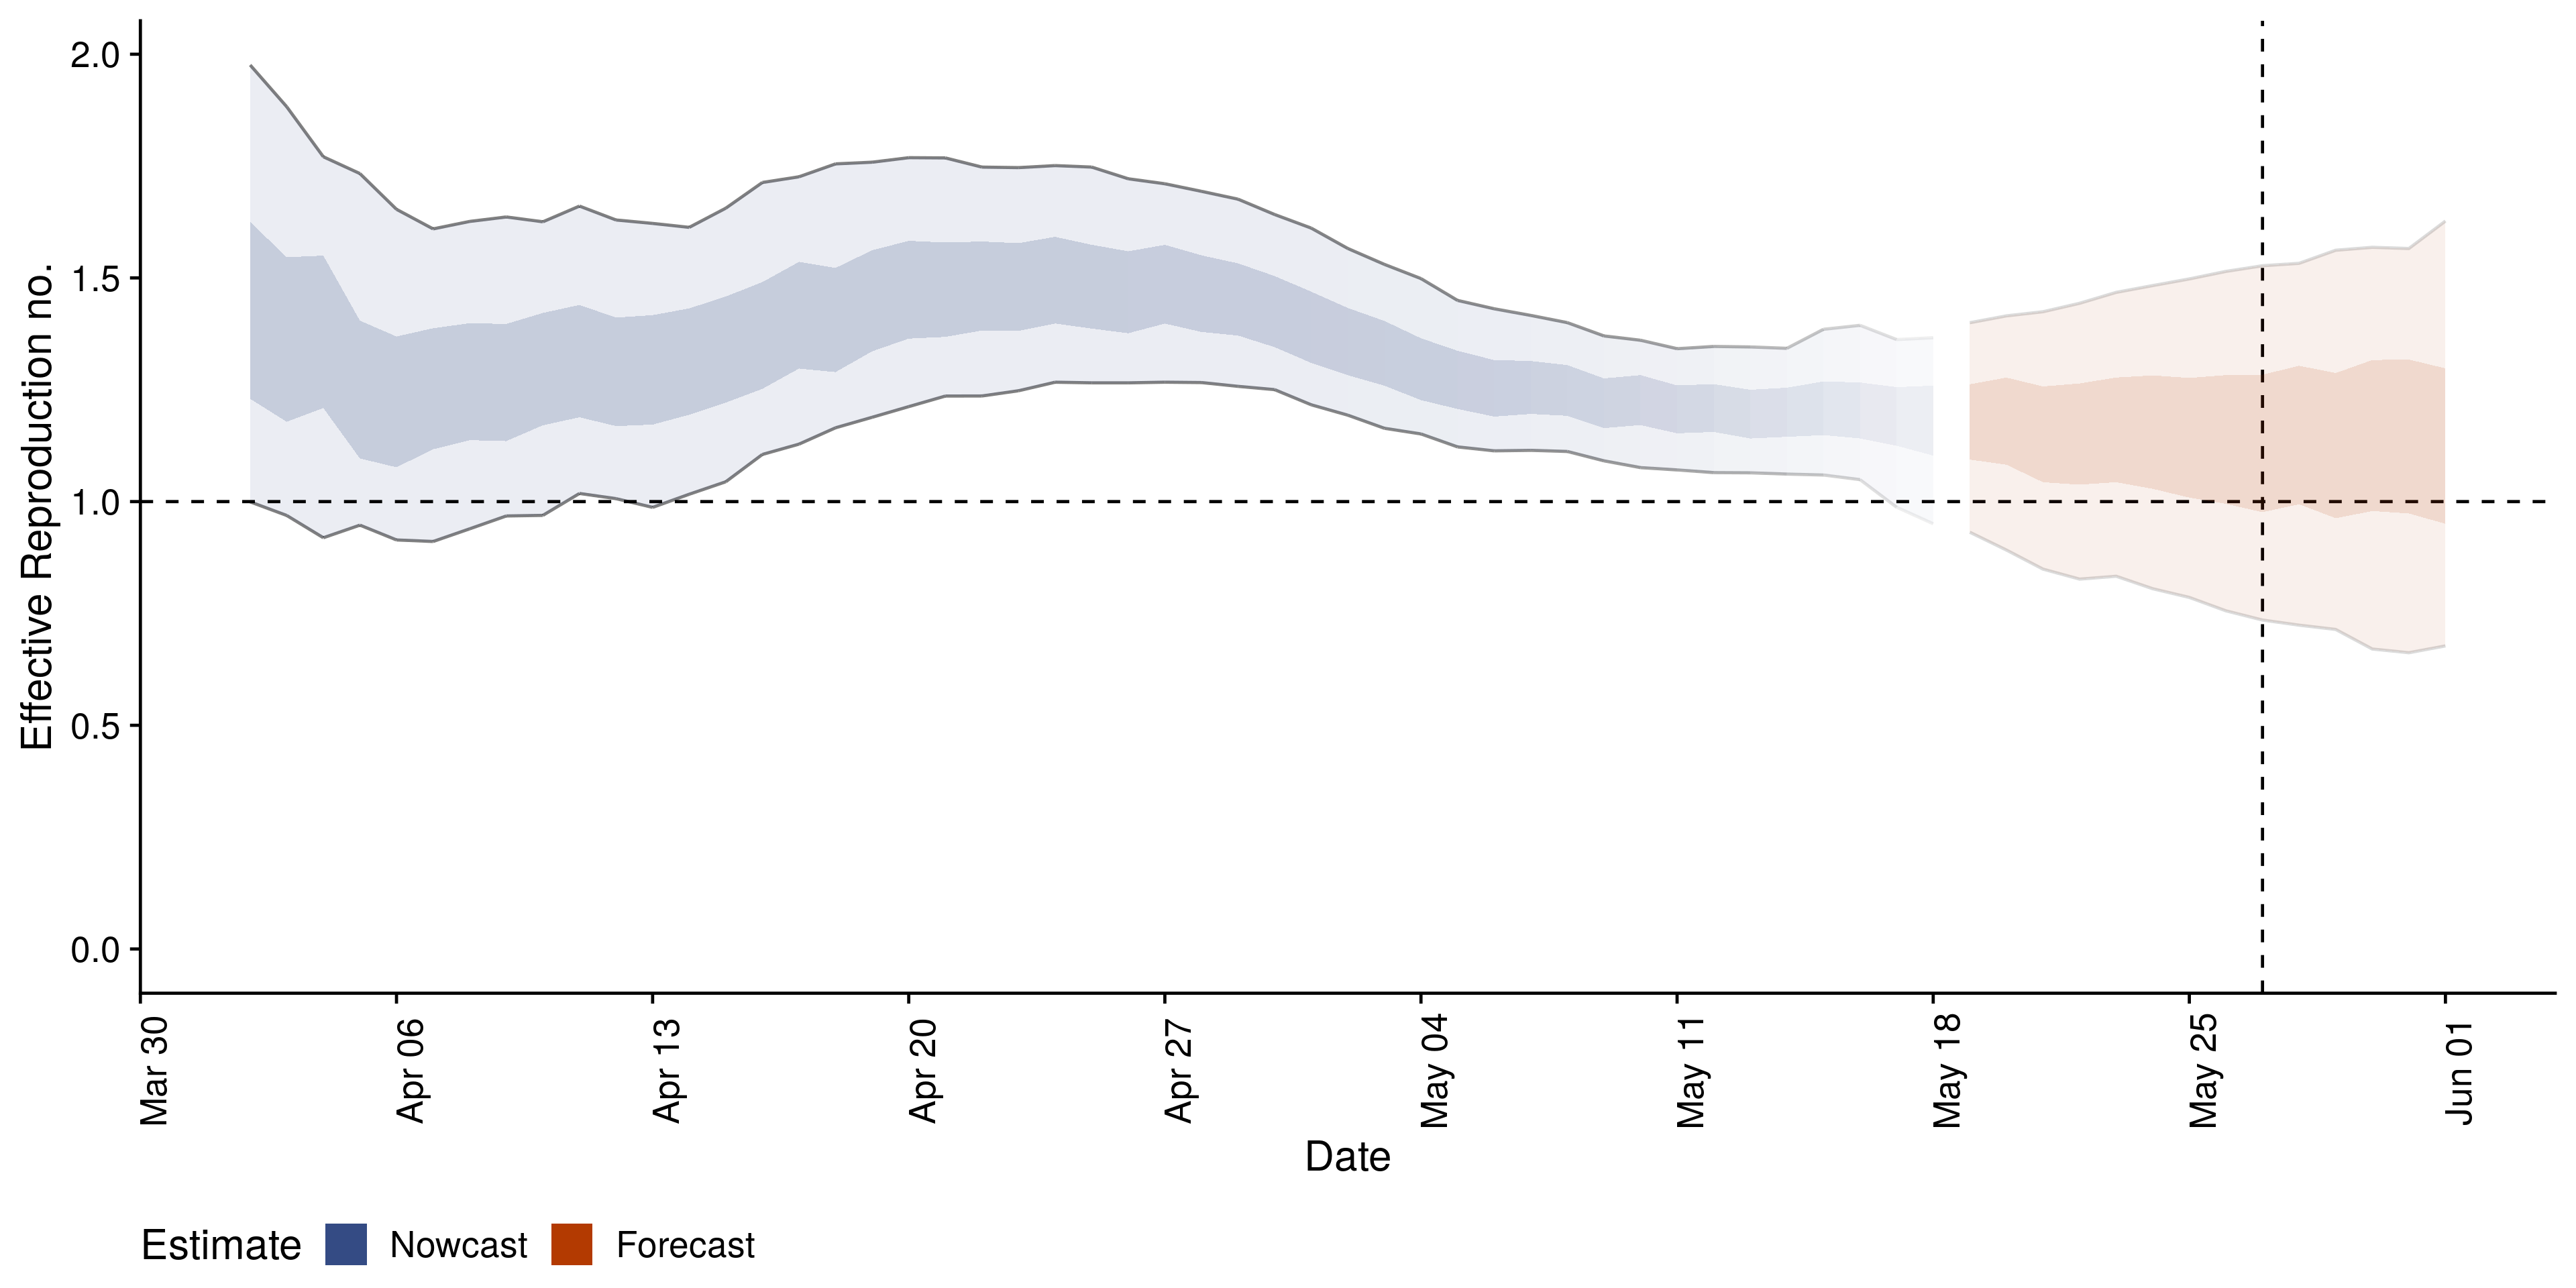 Effective Reproduction no.
2.0
1.5
1.0
0.5
0.0
Mar 30
Apr 06
Apr 13
Apr 20
Apr 27
May 04
May 11
May 18
May 25
Jun 01
Date
Estimate Nowcast Forecast